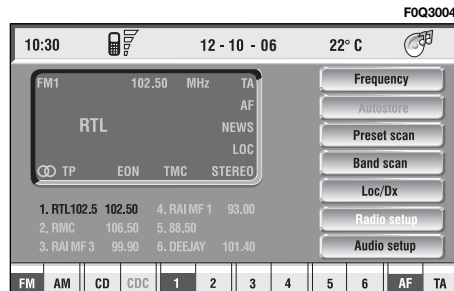 F0Q3004
10:30 12 - 10 - 06 22° C
FM1 102.50 MHz TA
AF
RTL NEWS
LOC
TP EON TMC STEREO
1. RTL102.5 102.50 4. RAI MF 1 93.00
2. RMC 106.50 5. 88.50
3. RAI MF 3 99.90 6. DEEJAY 101.40
Frequency
Autostore
Preset scan
Band scan
Loc/Dx
Radio setup
Audio setup
FM AM CD CDC 1 2 3 4 5 6 AF TA